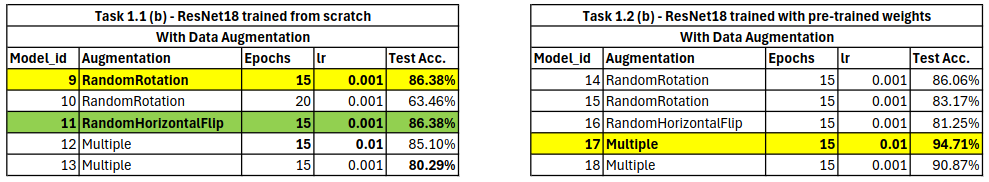 Task 1.1 (b) - ResNet18 trained from scratch
With Data Augmentation
Model_id Augmentation Epochs lr Test Acc.
9 RandomRotation 15 0.001 86.38%
10 RandomRotation 20 0.001 63.46%
11 RandomHorizontalFlip 15 0.001 86.38%
12 Multiple 15 0.01 85.10%
13 Multiple 15 0.001 80.29%
Task 1.2 (b) - ResNet18 trained with pre-trained weights
With Data Augmentation
Model_id Augmentation Epochs lr Test Acc.
14 RandomRotation 15 0.001 86.06%
15 RandomRotation 15 0.001 83.17%
16 RandomHorizontalFlip 15 0.001 81.25%
17 Multiple 15 0.01 94.71%
18 Multiple 15 0.001 90.87%